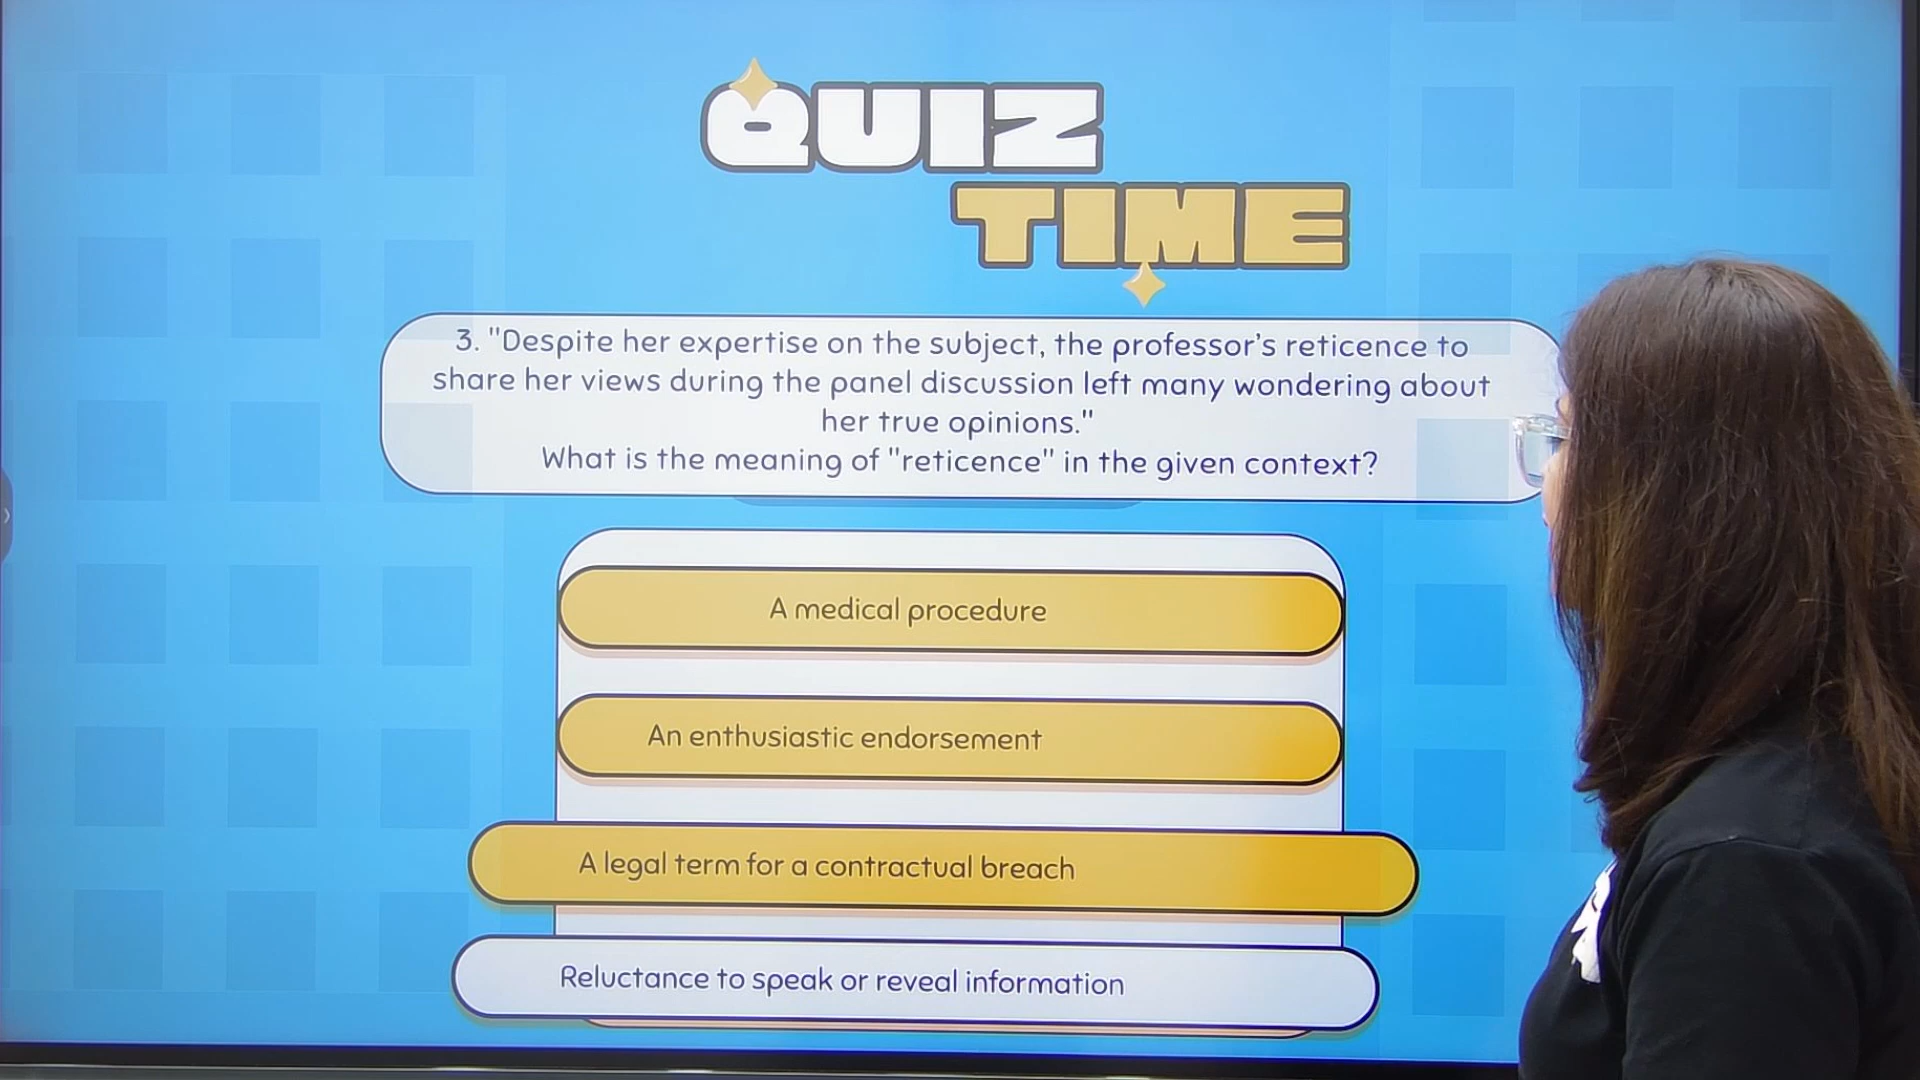 QUIZ
TIME
3. "Despite her expertise on the subject, the professor's reticence to
share her views during the panel discussion left many wondering about
her true opinions."
What is the meaning of "reticence" in the given context?
A medical procedure
An enthusiastic endorsement
A legal term for a contractual breach
Reluctance to speak or reveal information